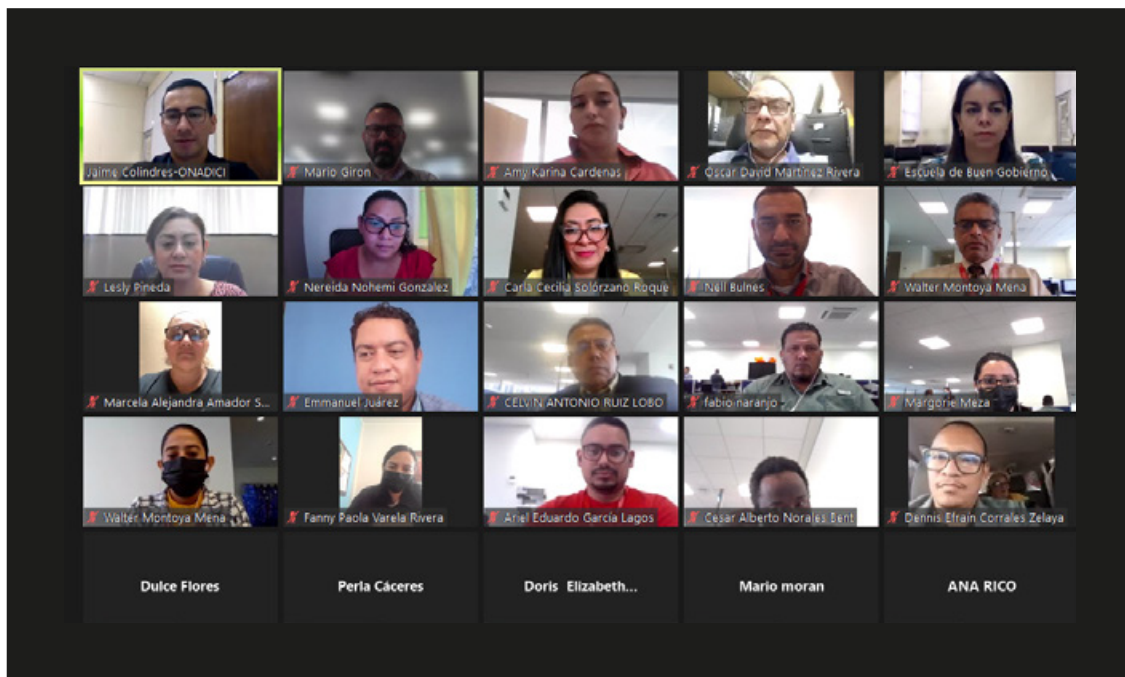 Jaime Colindres-ONADICI
Mario Giron
Amy Karina Cardenas
Oscar David Martinez Rivera
Escuela de Buen Gobierno
Lesly Pineda
Nereida Nohemi Gonzalez
Carla Cecilia Solórzano Roque
Nell Bulnes
Walter Montoya Mena
Marcela Alejandra Amador S...
Emmanuel Juárez
CELVIN ANTONIO RUIZ LOBO
fabio naranjo
Margorie Meza
Walter Montoya Mena
Fanny Paola Varela Rivera
Ariel Eduardo García Lagos
Cesar Alberto Norales Bent
Dennis Efrain Corrales Zelaya
Dulce Flores
Perla Cáceres
Doris Elizabeth...
Mario moran
ANA RICO